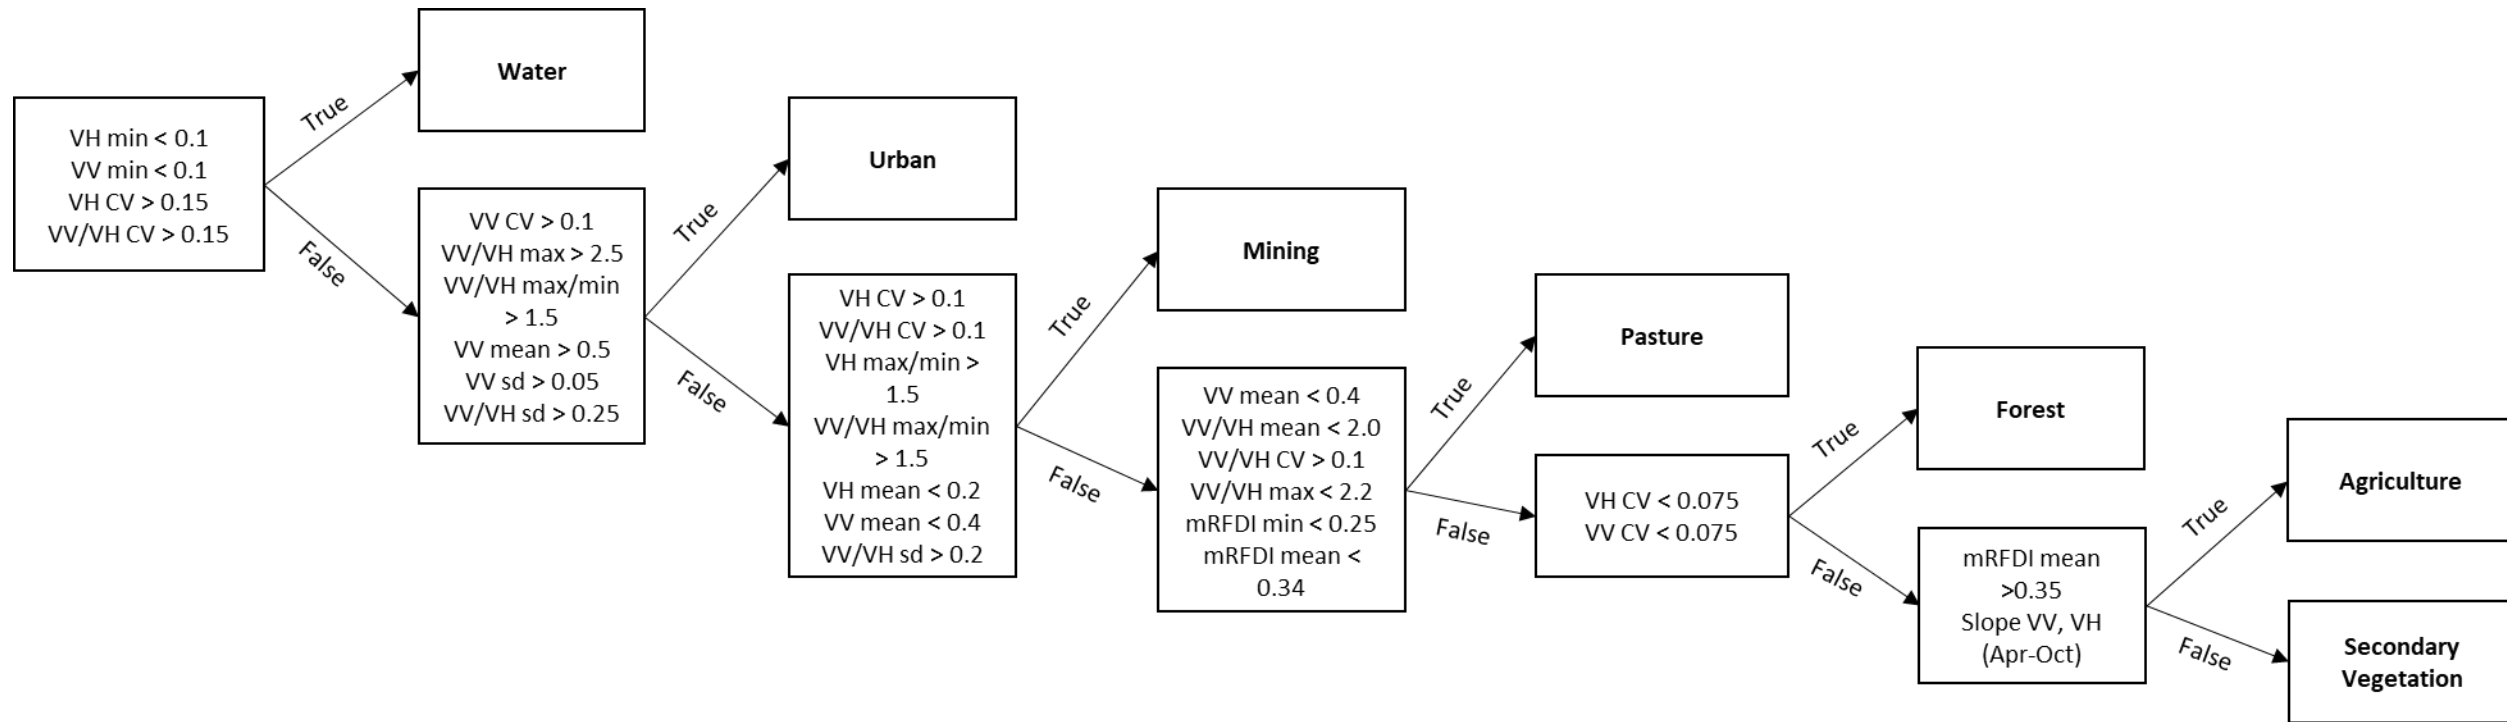 VH min < 0.1
VV min < 0.1
VH CV > 0.15
VV/VH CV > 0.15
True
False
Water
VV CV > 0.1
VV/VH max > 2.5
VV/VH max/min
> 1.5
VV mean > 0.5
VV sd > 0.05
VV/VH sd > 0.25
True
False
Urban
VH CV > 0.1
VV/VH CV > 0.1
VH max/min >
1.5
VV/VH max/min
> 1.5
VH mean < 0.2
VV mean < 0.4
VV/VH sd > 0.2
True
False
Mining
VV mean < 0.4
VV/VH mean < 2.0
VV/VH CV > 0.1
VV/VH max < 2.2
mRFDI min < 0.25
mRFDI mean <
0.34
True
False
Pasture
VH CV < 0.075
VV CV < 0.075
True
False
Forest
mRFDI mean
>0.35
Slope VV, VH
(Apr-Oct)
True
False
Agriculture
Secondary
Vegetation